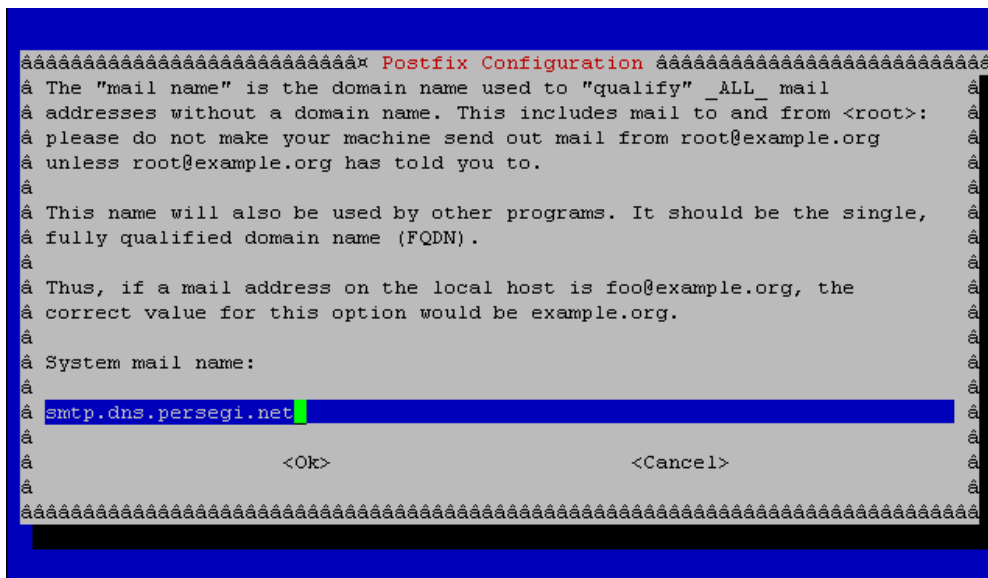 âââââââââââââââââââââââââââ¤ Postfix Configuration ââââââââââââââââââââââââââ
â The "mail name" is the domain name used to "qualify" _ALL_ mail â
â addresses without a domain name. This includes mail to and from <root>: â
â please do not make your machine send out mail from root@example.org â
â unless root@example.org has told you to. â
â â
â This name will also be used by other programs. It should be the single, â
â fully qualified domain name (FQDN). â
â â
â Thus, if a mail address on the local host is foo@example.org, the â
â correct value for this option would be example.org. â
â â
â System mail name: â
â â
â smtp.dns.persegi.net â
â â
â <Ok> <Cancel> â
â â
âââââââââââââââââââââââââââââââââââââââââââââââââââââââââââââââââââââââââââââ